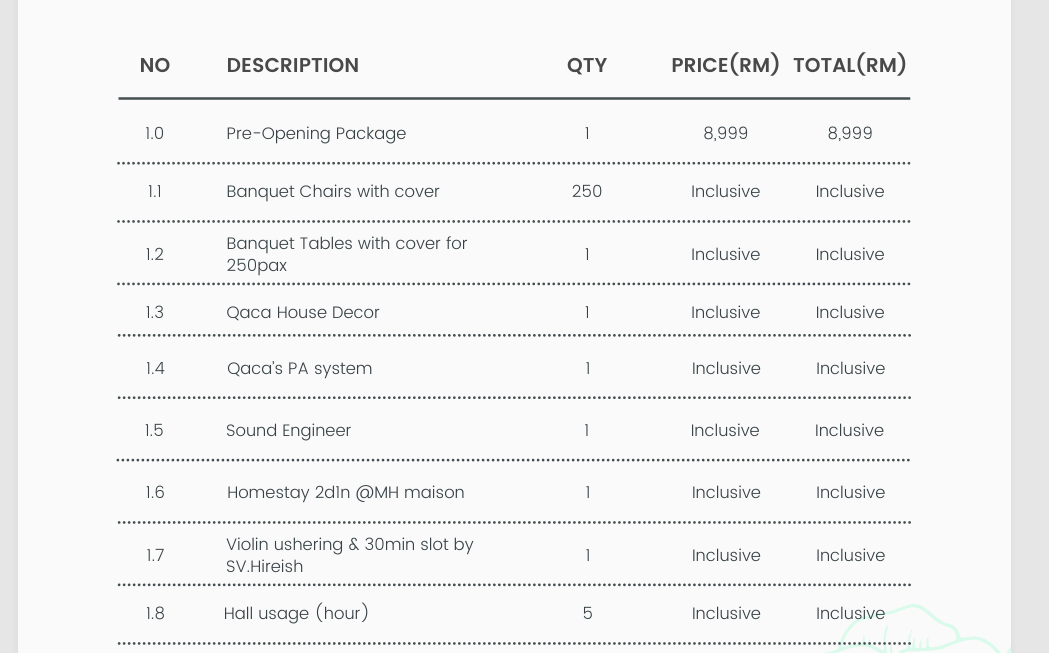 NO DESCRIPTION QTY PRICE(RM) TOTAL(RM)
1.0 Pre-Opening Package 1 8,999 8,999
1.1 Banquet Chairs with cover 250 Inclusive Inclusive
Banquet Tables with cover for
1.2 1 Inclusive Inclusive
250pax
1.3 Qaca House Decor 1 Inclusive Inclusive
1.4 Qaca's PA system 1 Inclusive Inclusive
1.5 Sound Engineer 1 Inclusive Inclusive
1.6 Homestay 2d1n @MH maison 1 Inclusive Inclusive
Violin ushering & 30min slot by
1.7 1 Inclusive Inclusive
SV.Hireish
1.8 Hall usage (hour) 5 Inclusive Inclusive